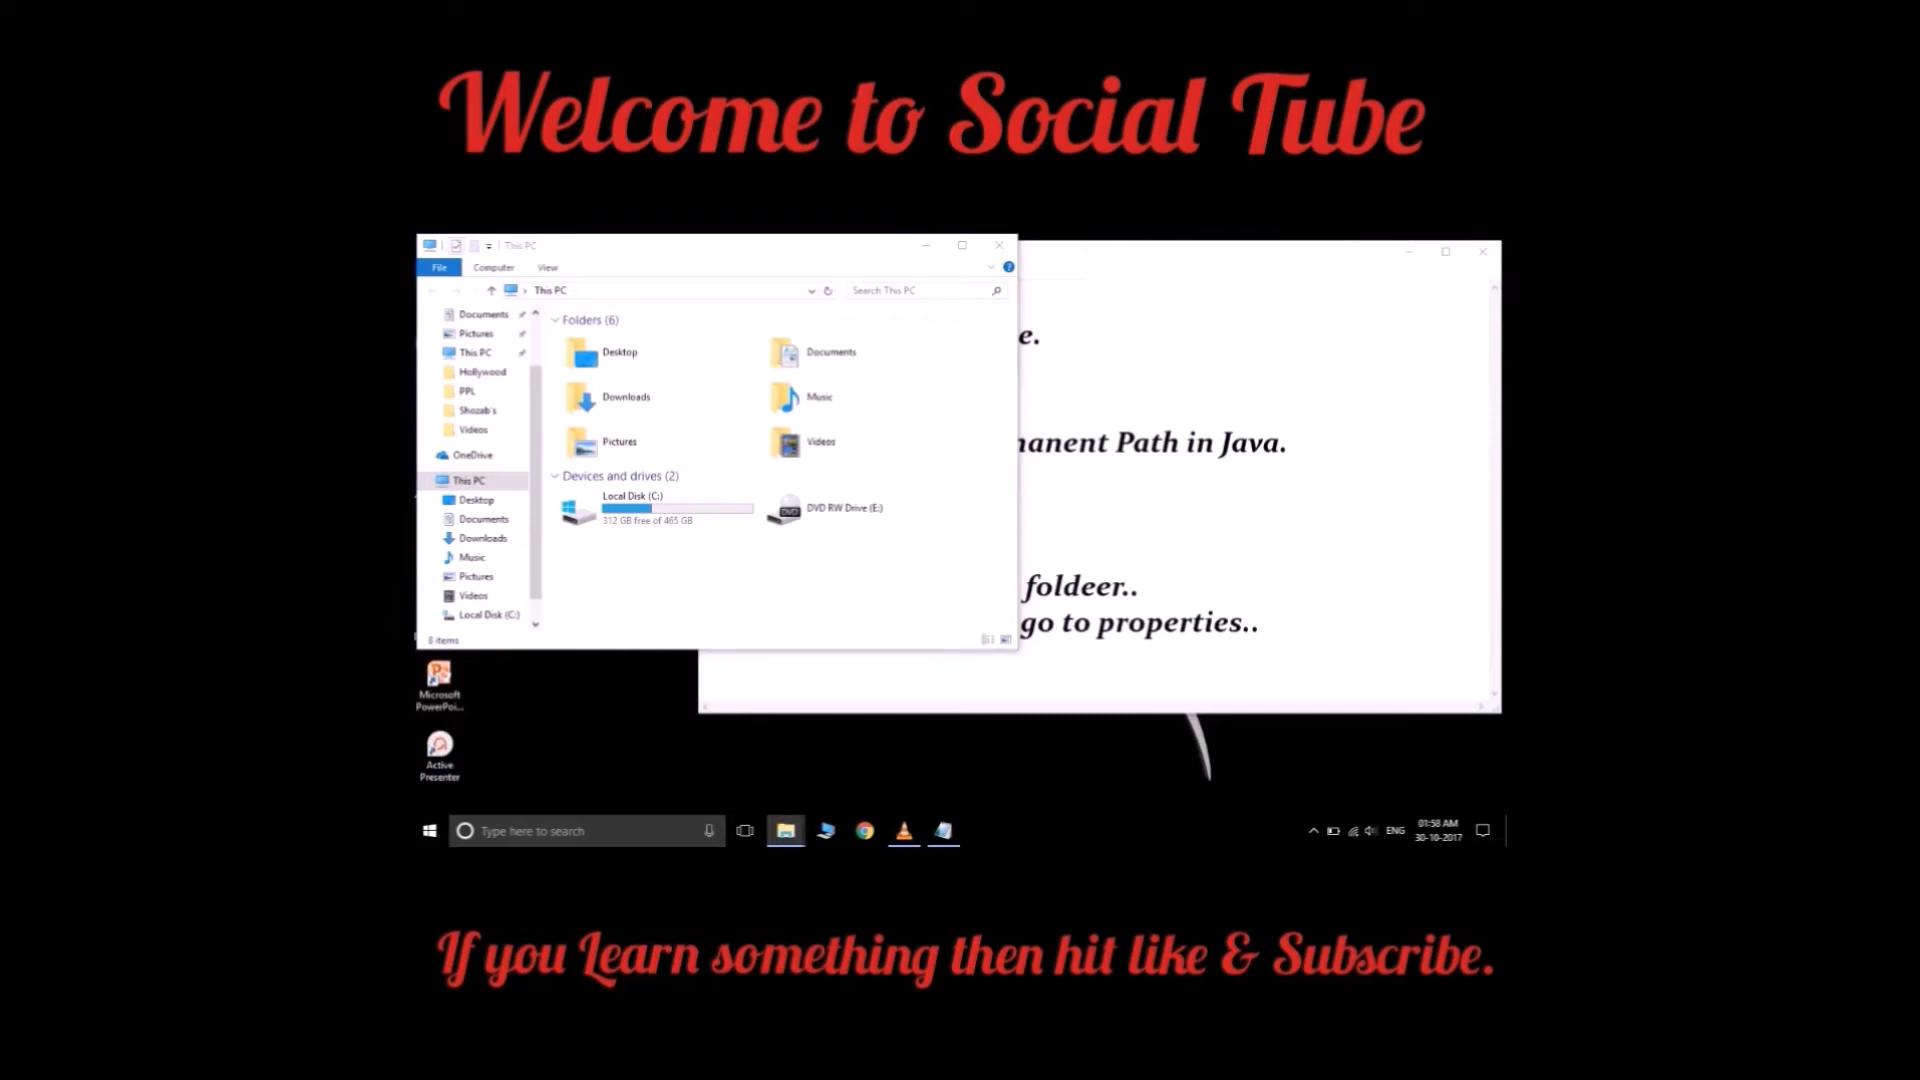 Welcome to Social Tube
This PC
File Computer View
This PC
Search This PC
Documents
Pictures
This PC
Hollywood
PPL
Shozab's
Videos
OneDrive
This PC
Desktop
Documents
Downloads
Music
Pictures
Videos
Local Disk (C:)
Folders (6)
Desktop
Documents
Downloads
Music
Pictures
Videos
Devices and drives (2)
Local Disk (C:)
312 GB free of 465 GB
DVD
DVD RW Drive (E:)
8 items
e.
Path in Java.
foldeer..
go to properties..
Microsoft
PowerPoi...
Active
Presenter
Type here to search
ENG
01:58 AM
30-10-2017
If you Learn something then hit like & Subscribe.